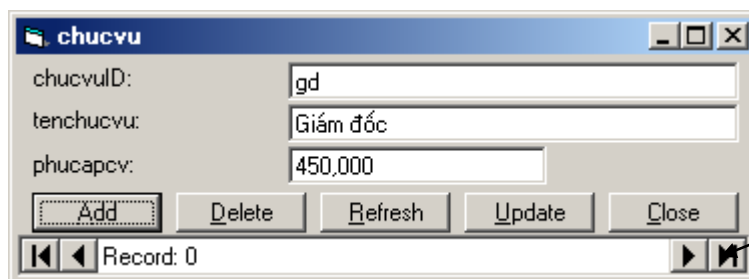 chucvu
chucvuID: gd
tenchucvu: Giám đốc
phucapcv: 450,000
Add Delete Refresh Update Close
Record: 0